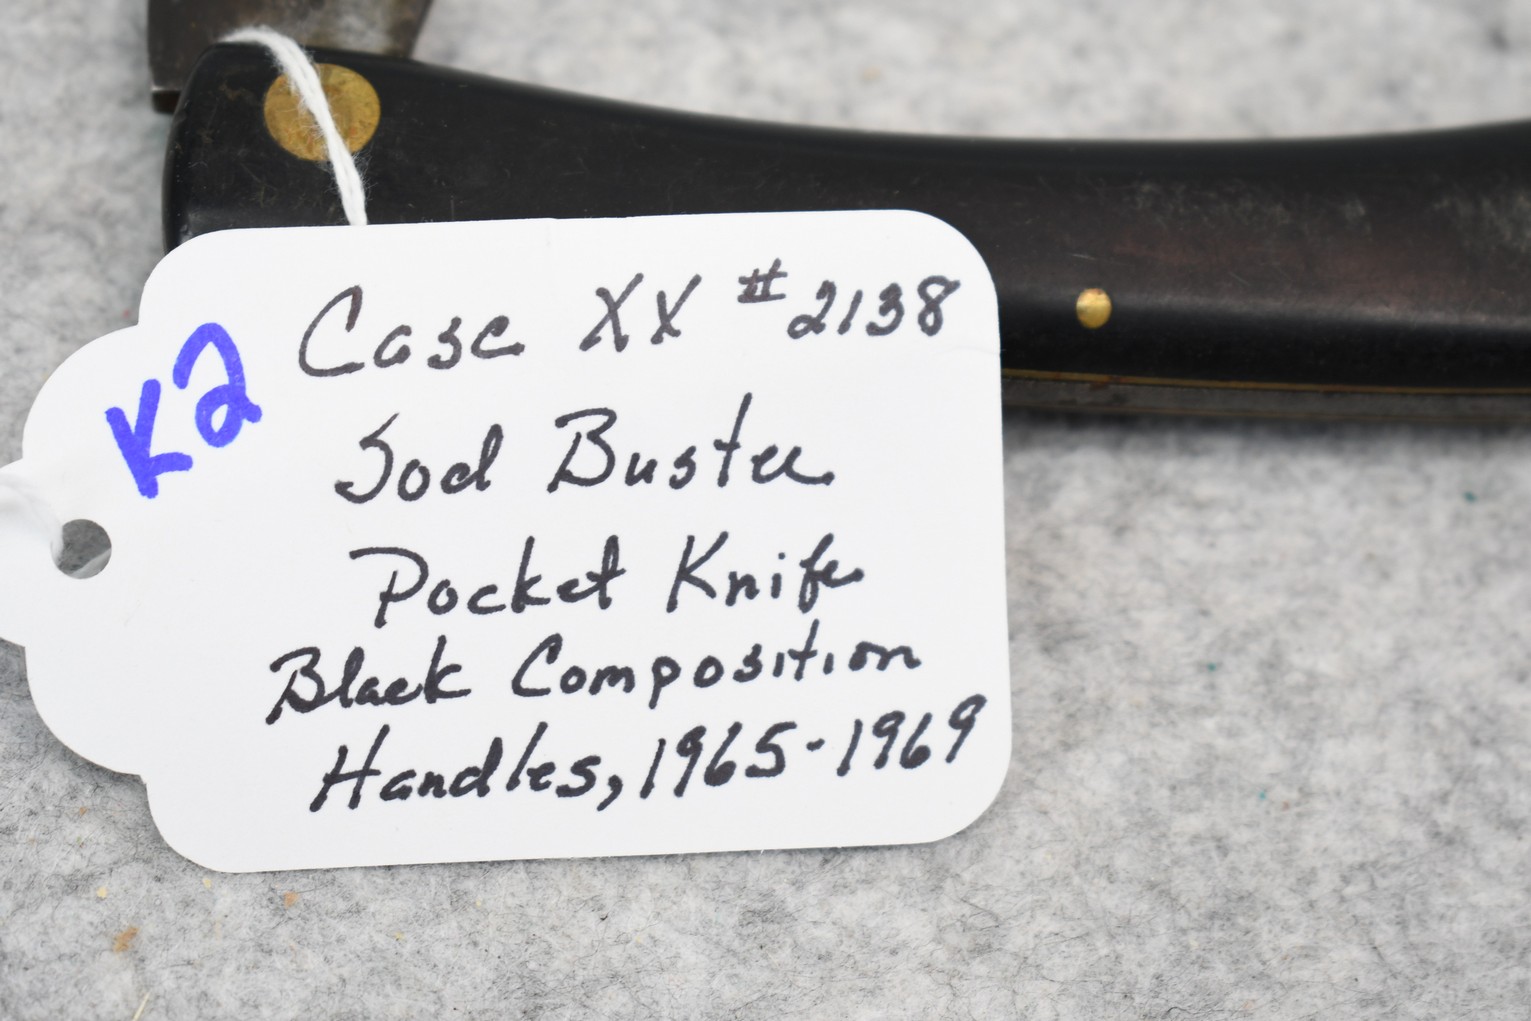 K2
Case XX #2138
Sod Buster
Pocket Knife
Black Composition
Handles, 1965-1969